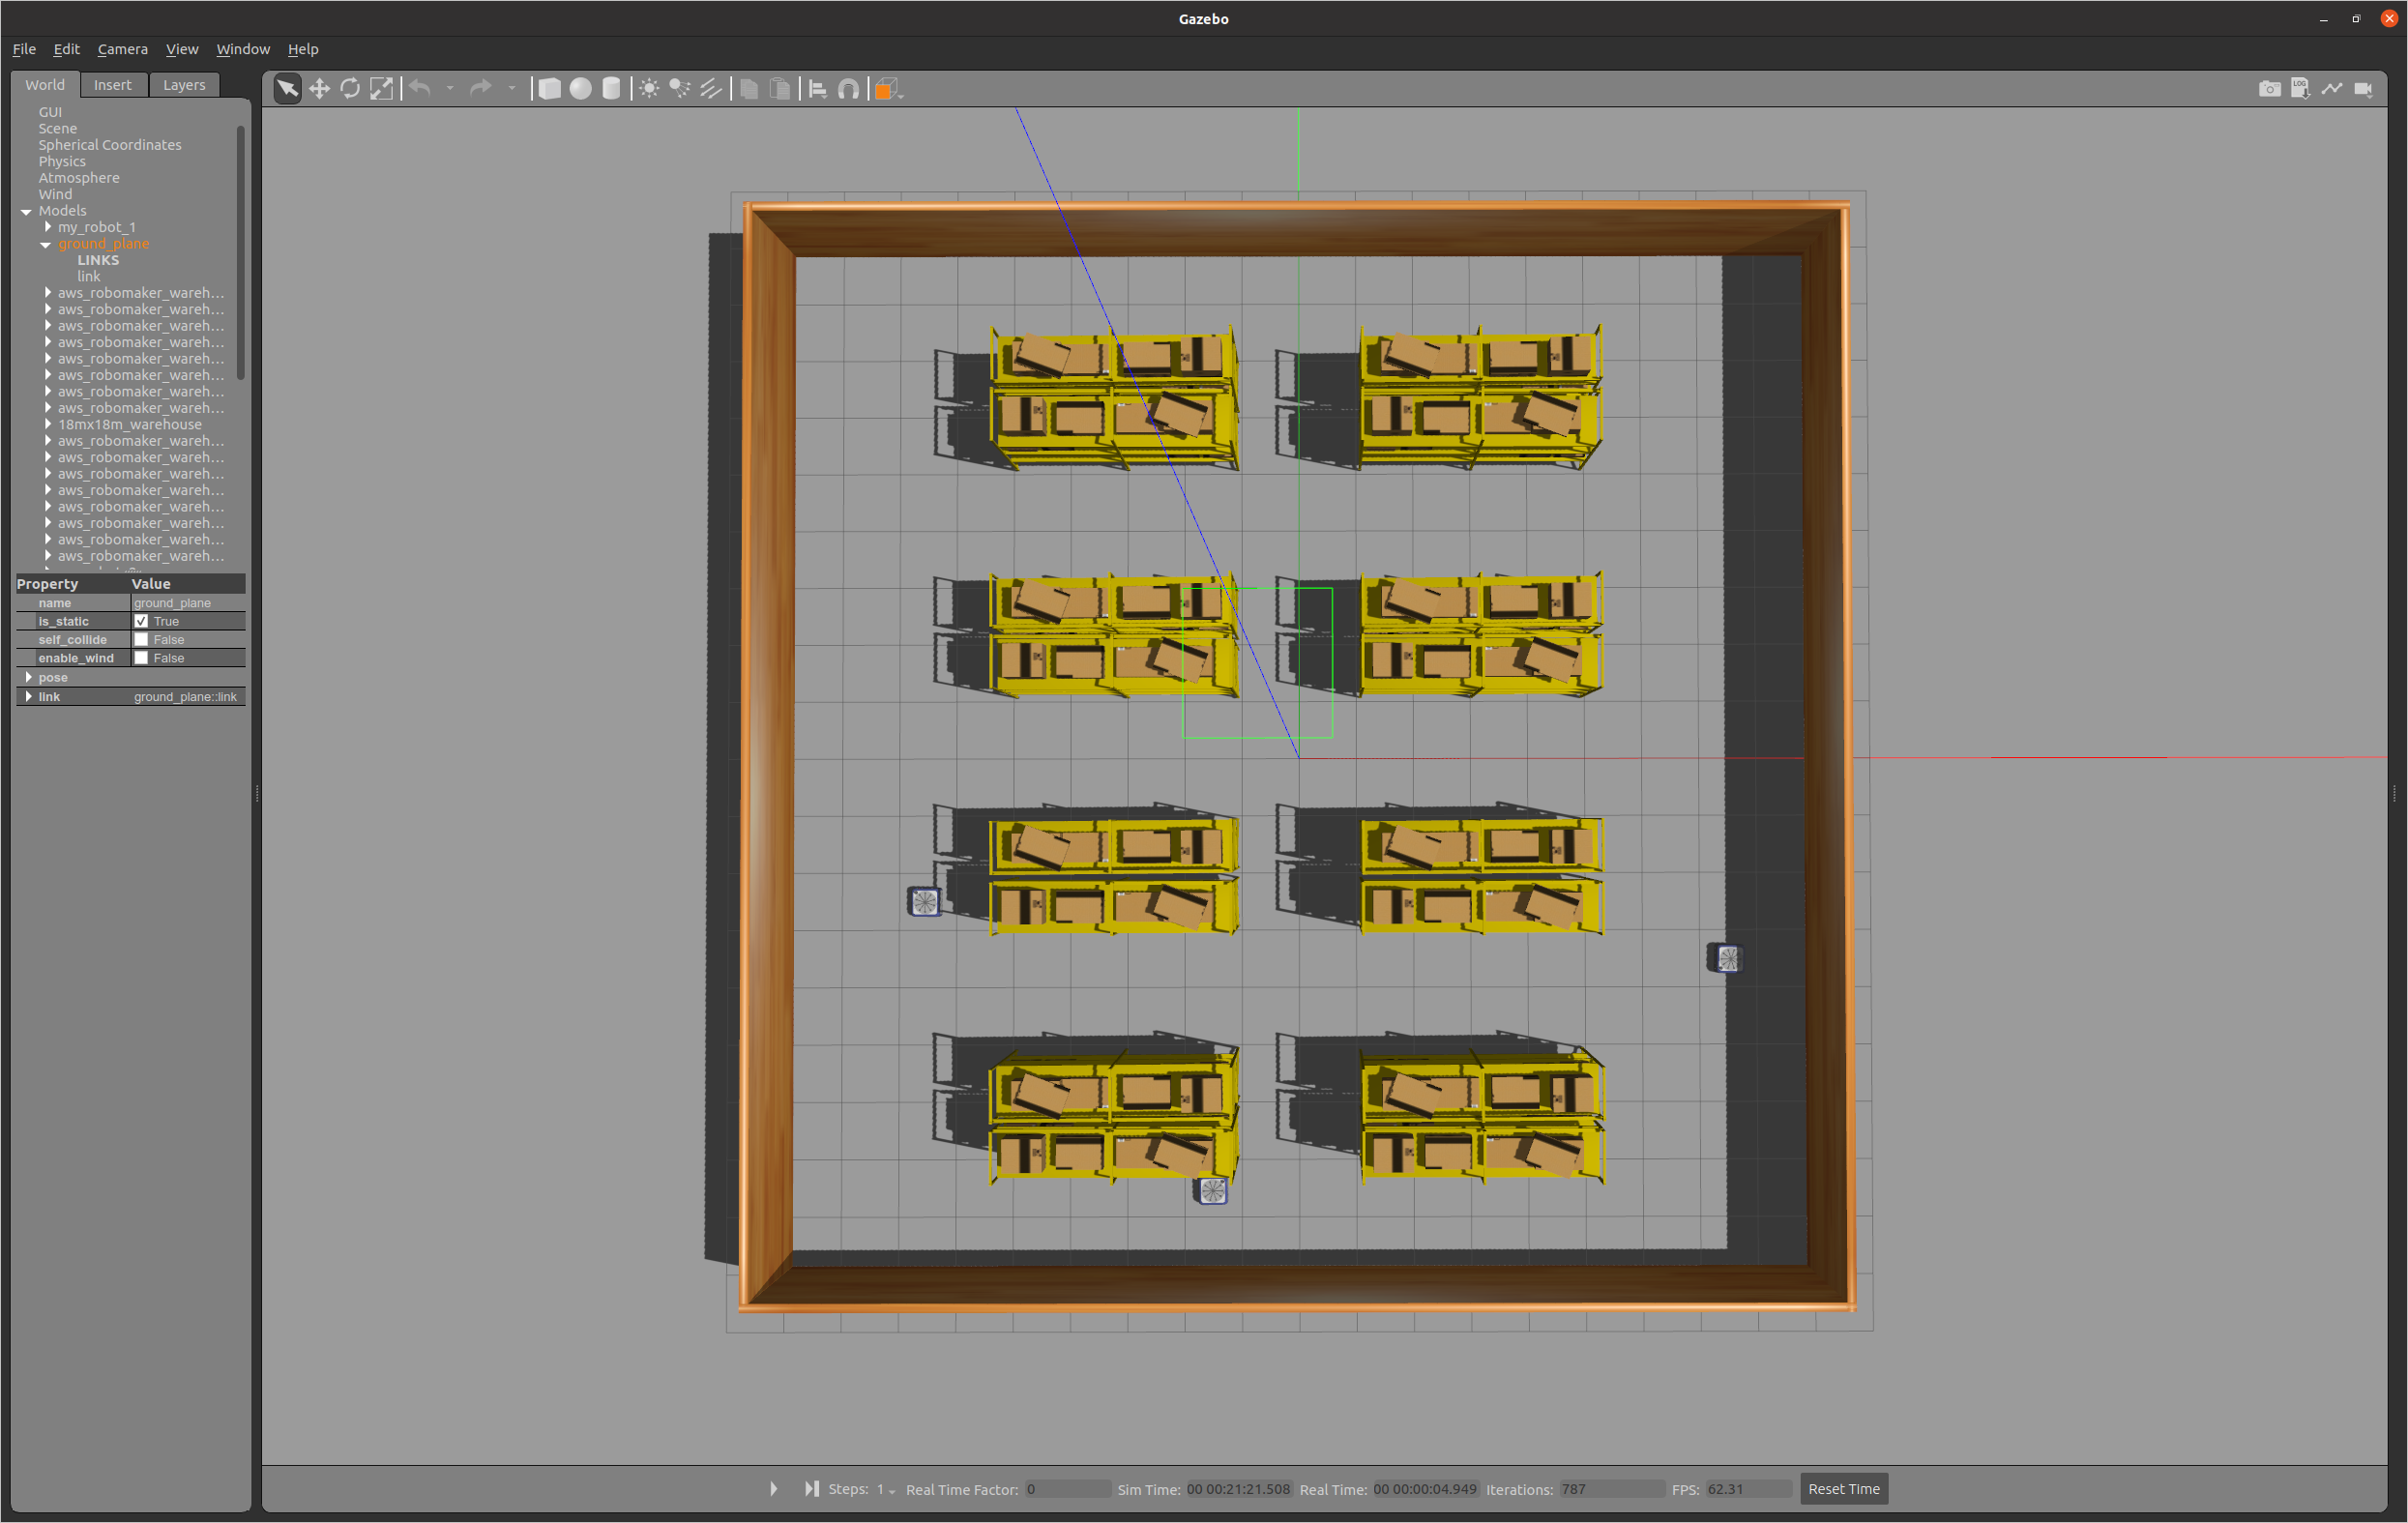 Gazebo
File Edit Camera View Window Help
World Insert Layers
LOG
GUI
Scene
Spherical Coordinates
Physics
Atmosphere
Wind
Models
my_robot_1
ground_plane
LINKS
link
aws_robomaker_wareh...
aws_robomaker_wareh...
aws_robomaker_wareh...
aws_robomaker_wareh...
aws_robomaker_wareh...
aws_robomaker_wareh...
aws_robomaker_wareh...
aws_robomaker_wareh...
18mx18m_warehouse
aws_robomaker_wareh...
aws_robomaker_wareh...
aws_robomaker_wareh...
aws_robomaker_wareh...
aws_robomaker_wareh...
aws_robomaker_wareh...
aws_robomaker_wareh...
aws_robomaker_wareh...
Property Value
name ground_plane
is_static True
self_collide False
enable_wind False
pose
link ground_plane::link
Steps: 1 Real Time Factor: 0 Sim Time: 00 00:21:21.508 Real Time: 00 00:00:04.949 Iterations: 787 FPS: 62.31 Reset Time